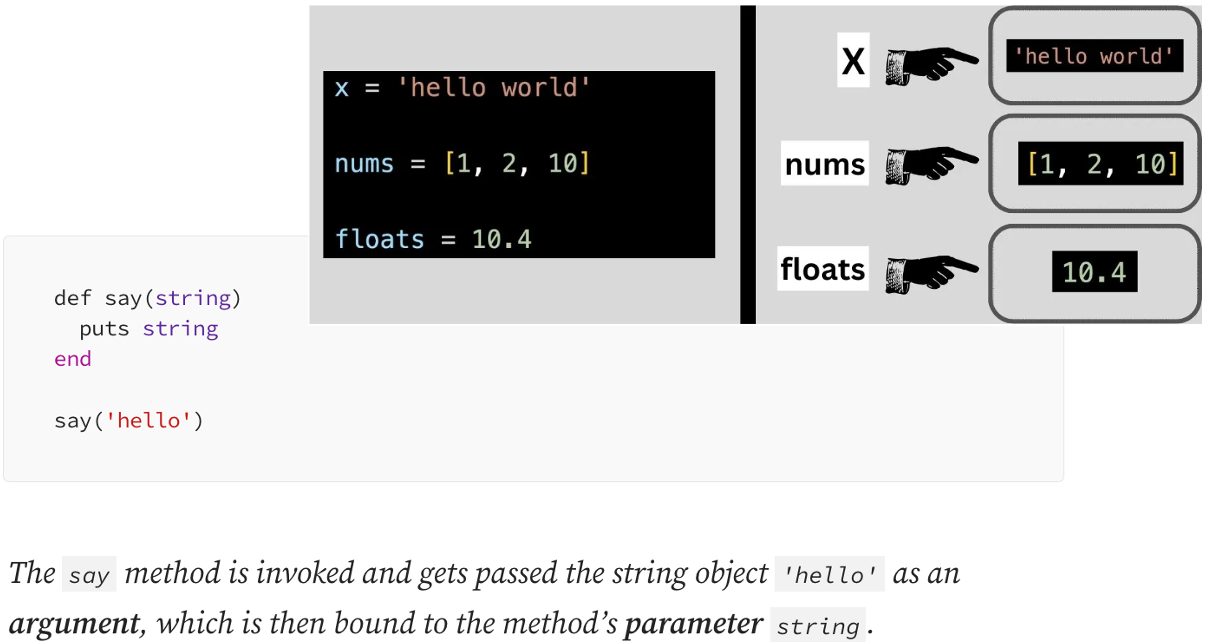 x = 'hello world'
nums = [1, 2, 10]
floats = 10.4
X
'hello world'
nums
[1, 2, 10]
floats
10.4
def say(string)
  puts string
end
say('hello')
The say method is invoked and gets passed the string object 'hello' as an
argument, which is then bound to the method’s parameter string.